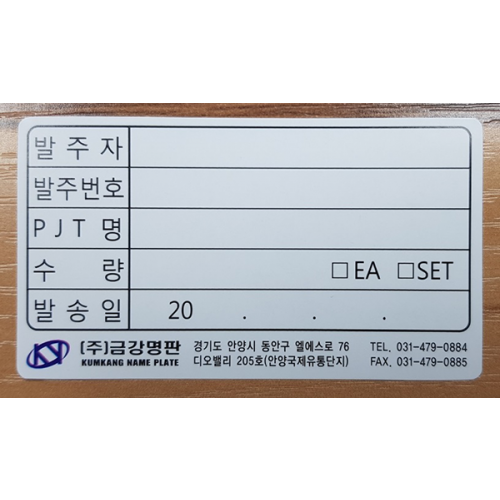 발 주 자
발주번호
P J T 명
수 량 □ EA □ SET
발 송 일 20 . . .
KN (주)금강명판 경기도 안양시 동안구 엘에스로 76 TEL. 031-479-0884
KUMKANG NAME PLATE 디오밸리 205호(안양국제유통단지) FAX. 031-479-0885